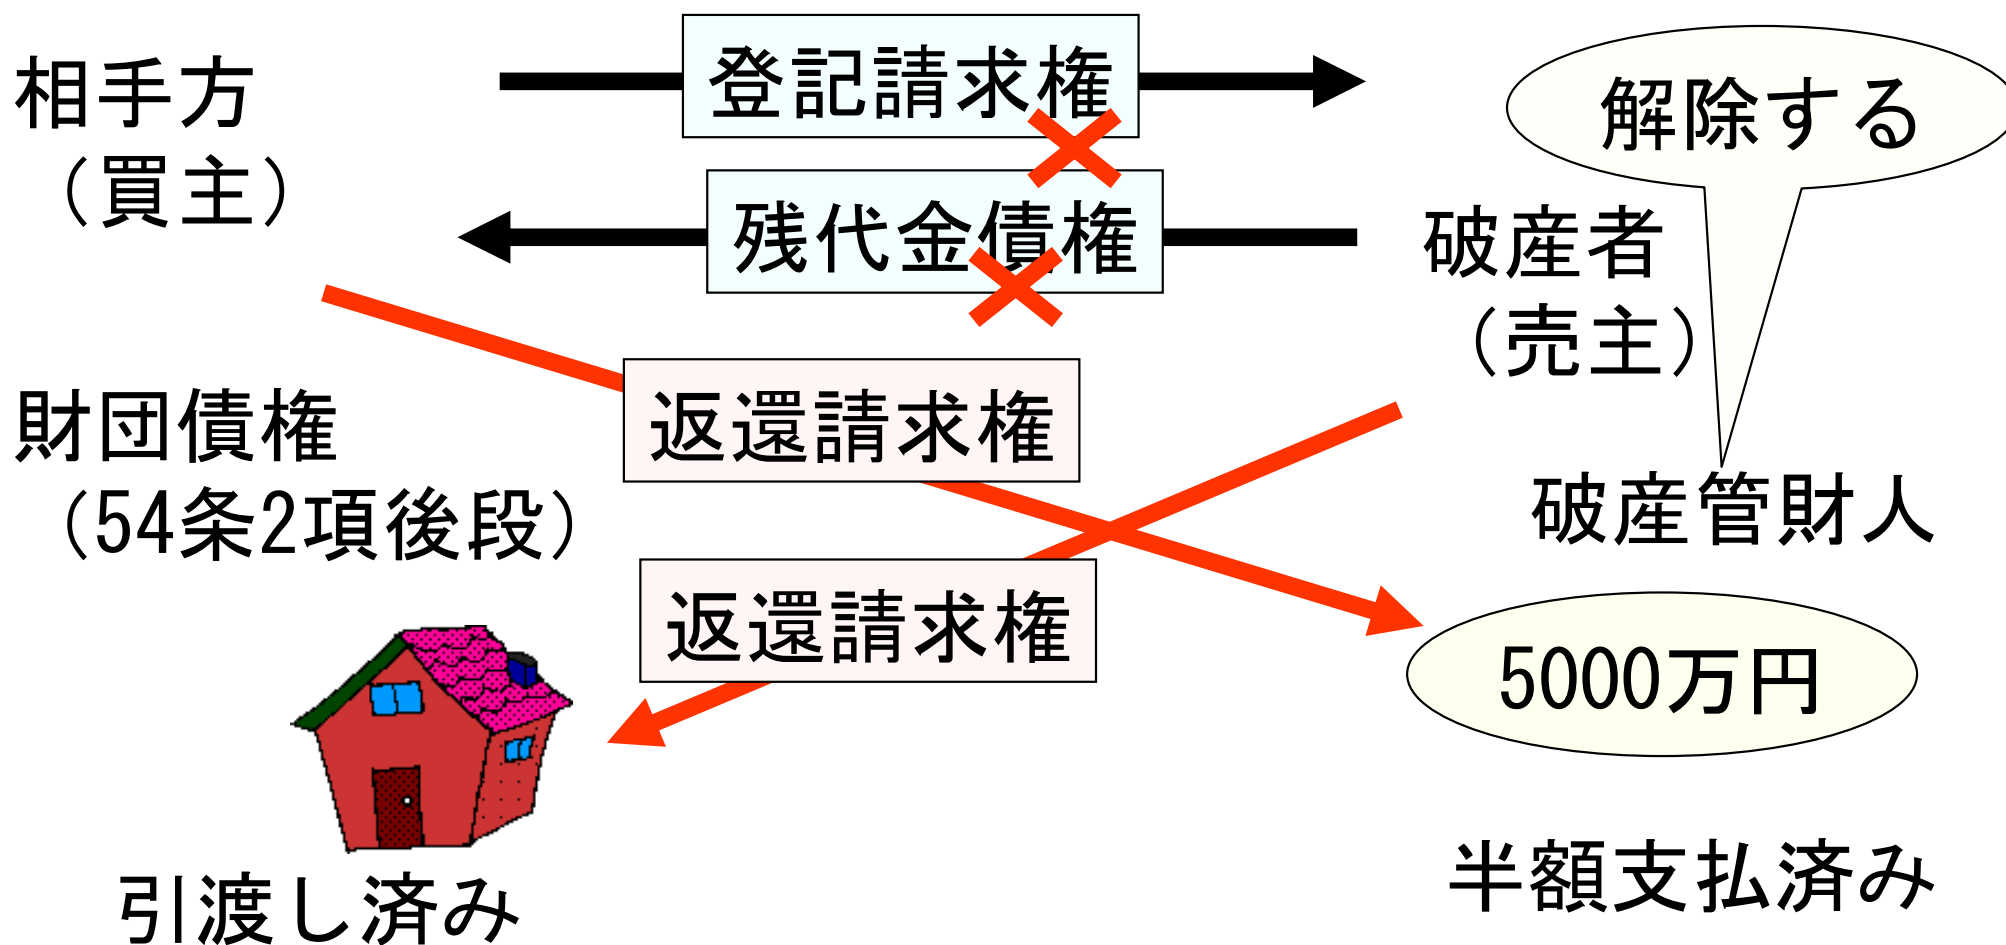 登記請求権
解除する
相手方
（買主）
残代金債権
破産者
（売主）
返還請求権
財団債権
（54条2項後段）
破産管財人
返還請求権
5000万円
引渡し済み
半額支払済み